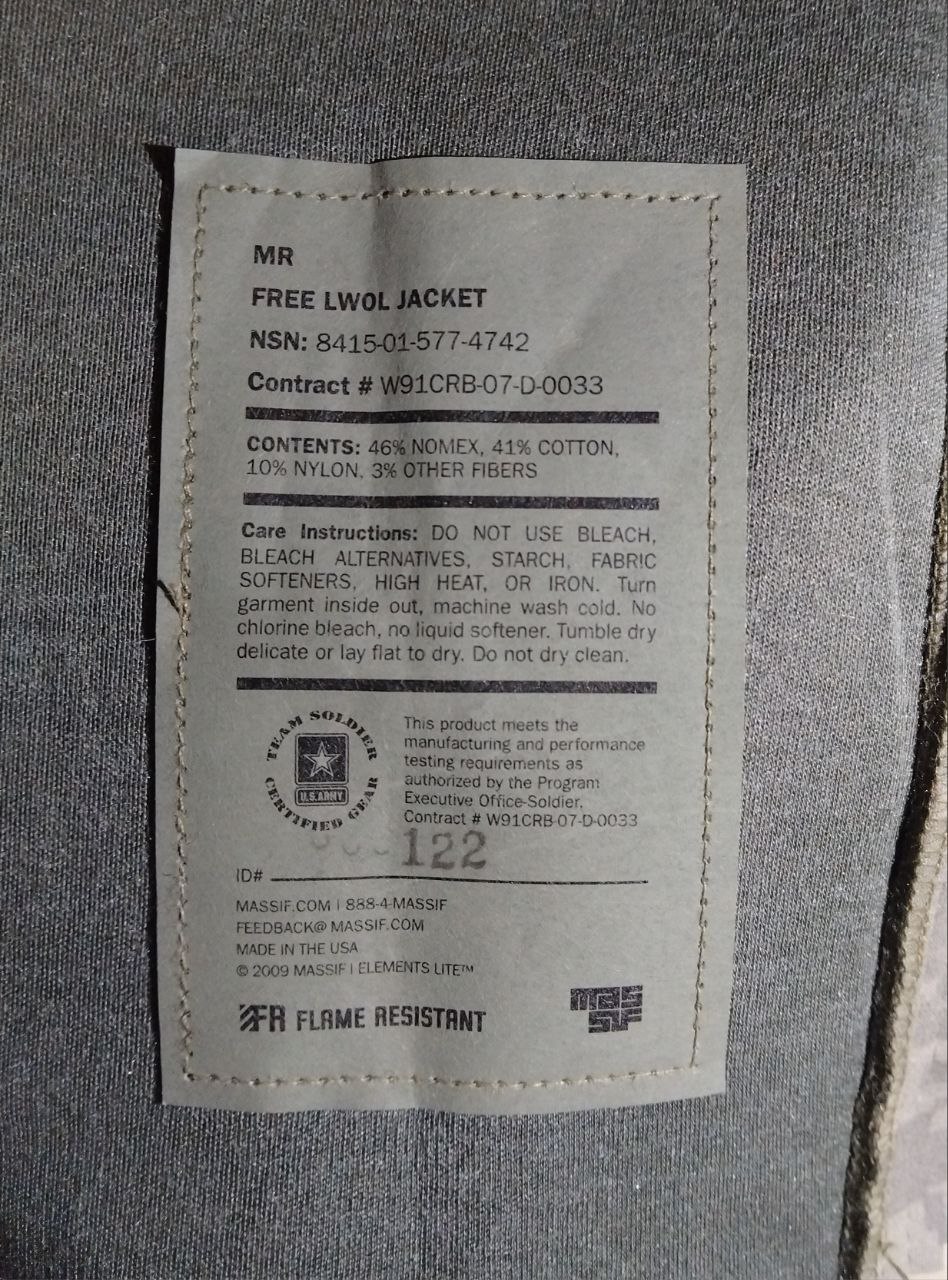 MR
FREE LWOL JACKET
NSN: 8415-01-577-4742
Contract # W91CRB-07-D-0033
CONTENTS: 46% NOMEX, 41% COTTON,
10% NYLON, 3% OTHER FIBERS
Care Instructions: DO NOT USE BLEACH,
BLEACH ALTERNATIVES, STARCH, FABRIC
SOFTENERS, HIGH HEAT, OR IRON. Turn
garment inside out, machine wash cold. No
chlorine bleach, no liquid softener. Tumble dry
delicate or lay flat to dry. Do not dry clean.
TEAM SOLDIER
U.S. ARMY
CERTIFIED GEAR
This product meets the
manufacturing and performance
testing requirements as
authorized by the Program
Executive Office-Soldier.
Contract # W91CRB-07-D-0033
122
ID#
MASSIF.COM | 888-4-MASSIF
FEEDBACK@ MASSIF.COM
MADE IN THE USA
© 2009 MASSIF | ELEMENTS LITE™
FR FLAME RESISTANT
MASSIF